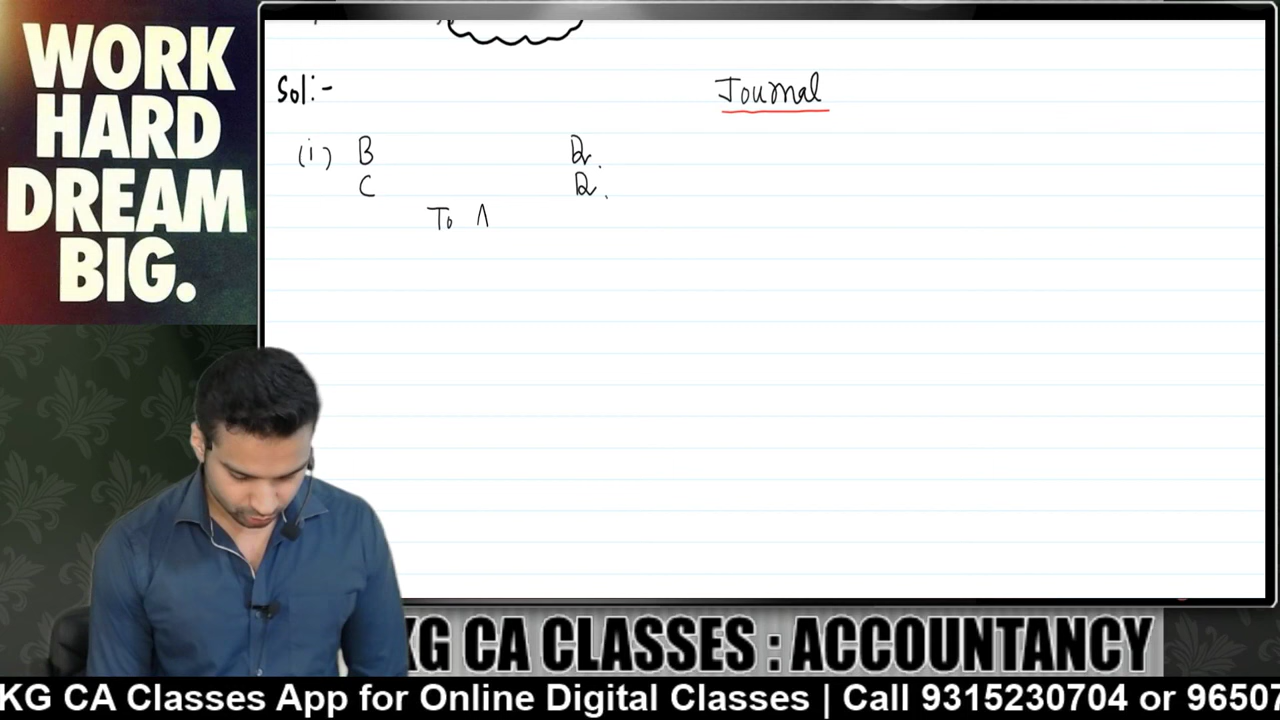 WORK
HARD
DREAM
BIG.
Sol:-
Journal
(i) B Dr.
C Dr.
To A
KG CA CLASSES : ACCOUNTANCY
KG CA Classes App for Online Digital Classes | Call 9315230704 or 96507